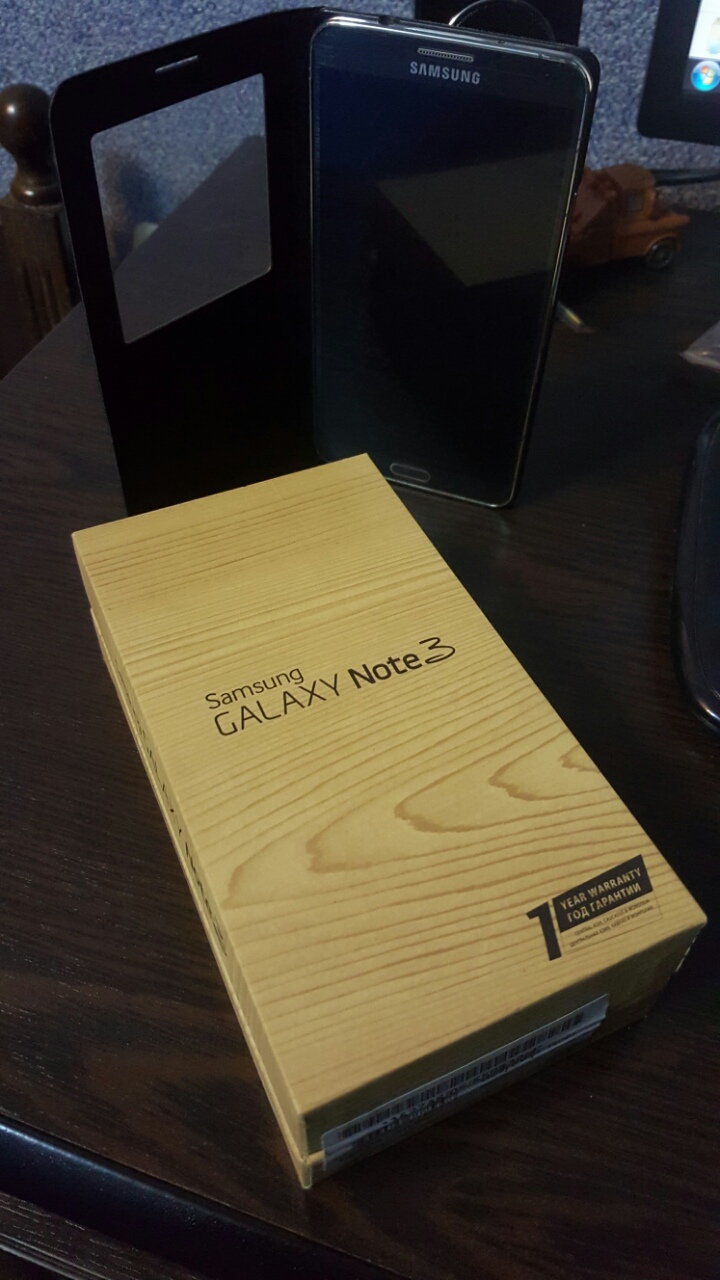 SAMSUNG
Samsung
GALAXY Note3
1 YEAR WARRANTY
ГОД ГАРАНТИИ